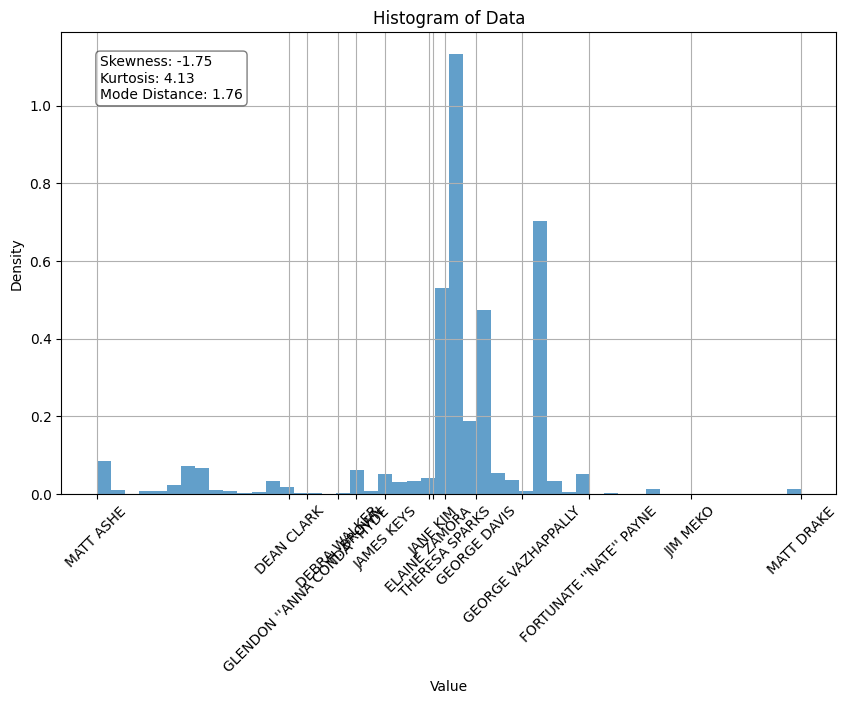 Histogram of Data
Skewness: -1.75
Kurtosis: 4.13
Mode Distance: 1.76
Density
1.0
0.8
0.6
0.4
0.2
0.0
MATT ASHE
DEAN CLARK
DEBRA WALKER
GLENDON "ANNA CONDA" HYDE
JAMES KEYS
JANE KIM
ELAINE ZAMORA
THERESA SPARKS
GEORGE DAVIS
GEORGE VAZHAPPALLY
FORTUNATE ''NATE'' PAYNE
JIM MEKO
MATT DRAKE
Value